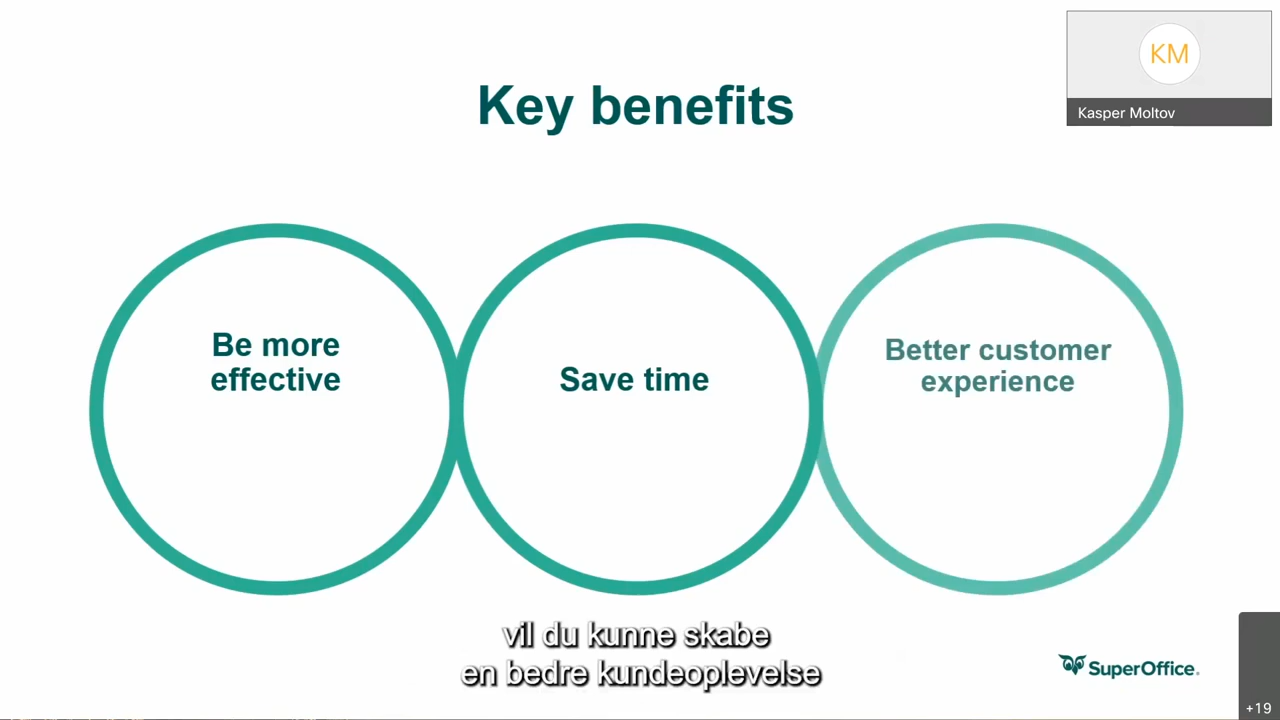 KM
Kasper Moltov
Key benefits
Be more
effective
Save time
Better customer
experience
vil du kunne skabe
en bedre kundeoplevelse
SuperOffice.
+19